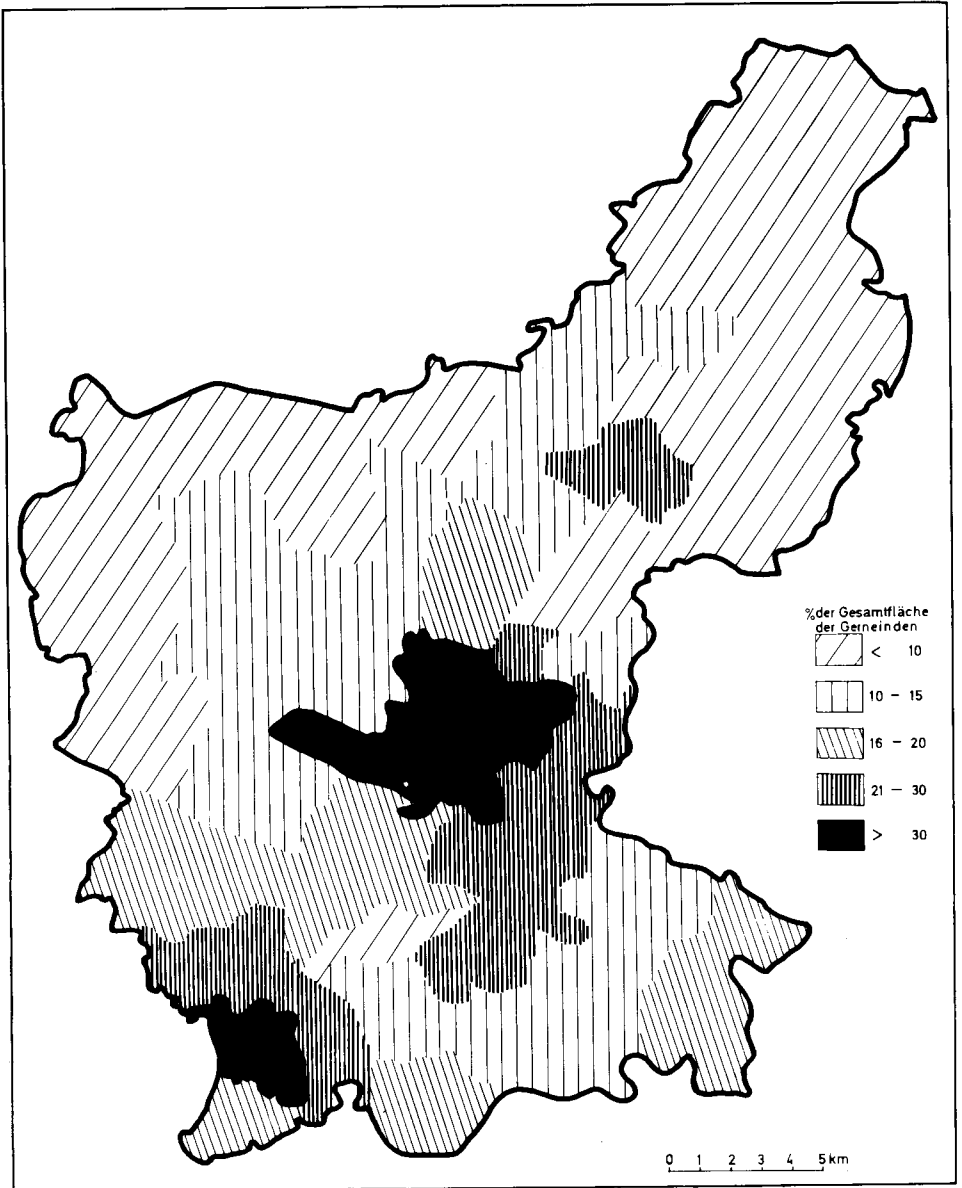 % der Gesamtfläche
der Gemeinden
< 10
10 – 15
16 – 20
21 – 30
> 30
0 1 2 3 4 5 km